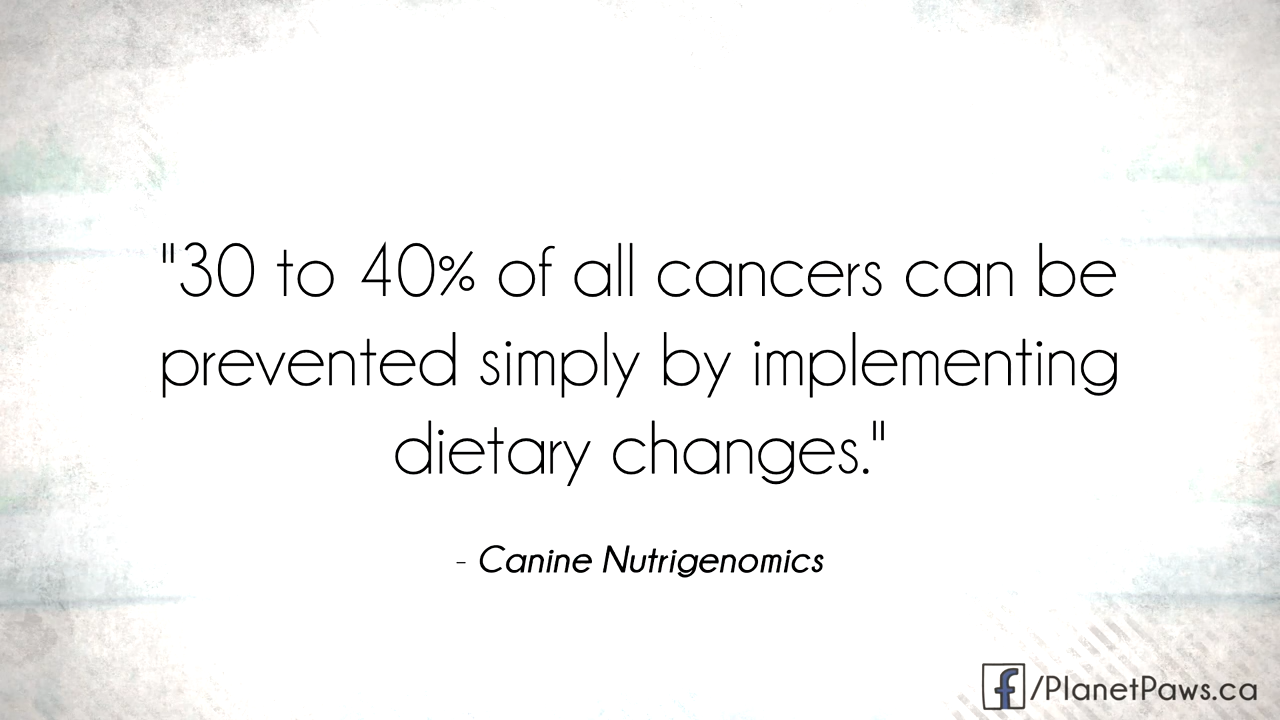 "30 to 40% of all cancers can be
prevented simply by implementing
dietary changes."
- Canine Nutrigenomics
f/PlanetPaws.ca